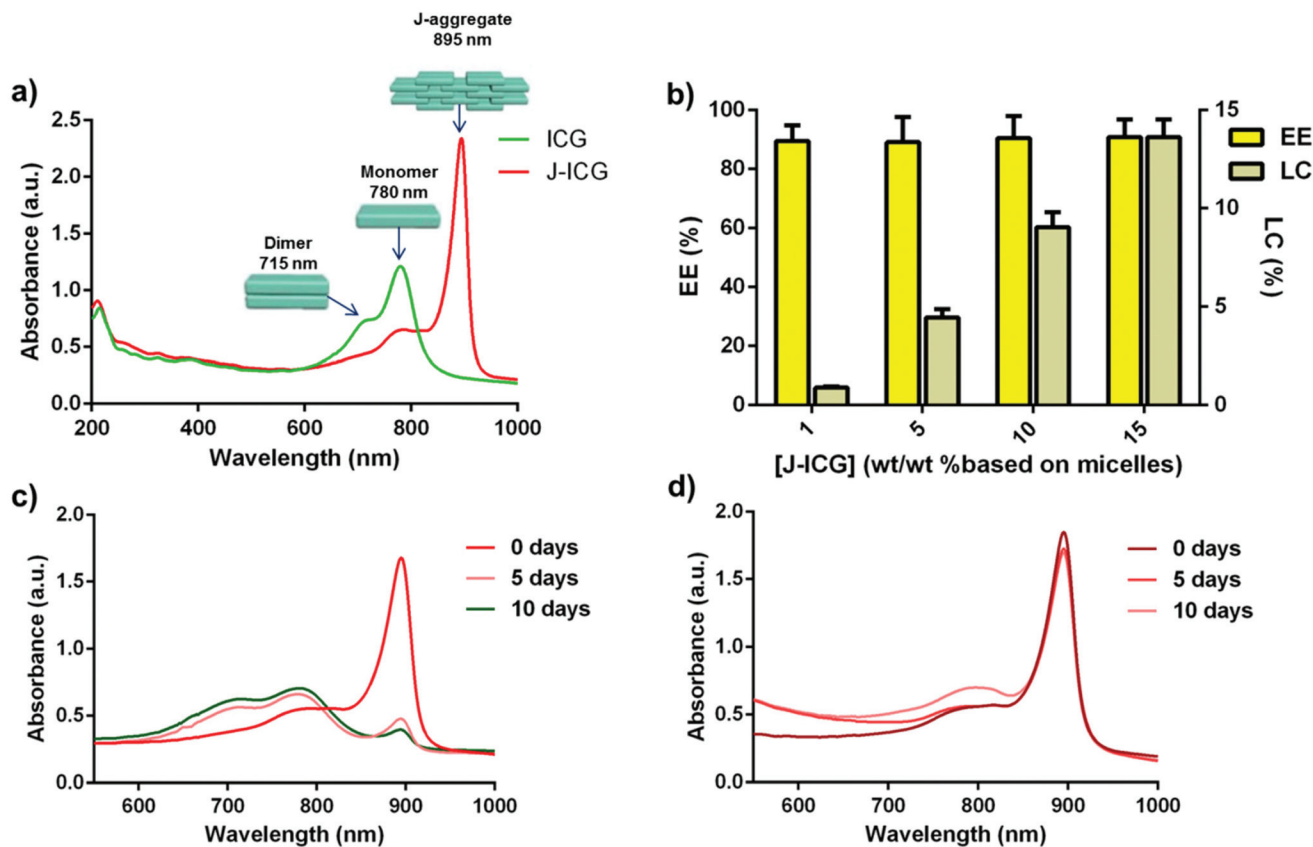 a)
J-aggregate
895 nm
Monomer
780 nm
Dimer
715 nm
ICG
J-ICG
Absorbance (a.u.)
2.5
2.0
1.5
1.0
0.5
0.0
200 400 600 800 1000
Wavelength (nm)
b)
EE (%)
100
80
60
40
20
0
LC (%)
15
10
5
0
EE
LC
1 5 10 15
[J-ICG] (wt/wt %based on micelles)
c)
Absorbance (a.u.)
2.0
1.5
1.0
0.5
0.0
0 days
5 days
10 days
600 700 800 900 1000
Wavelength (nm)
d)
Absorbance (a.u.)
2.0
1.5
1.0
0.5
0.0
0 days
5 days
10 days
600 700 800 900 1000
Wavelength (nm)